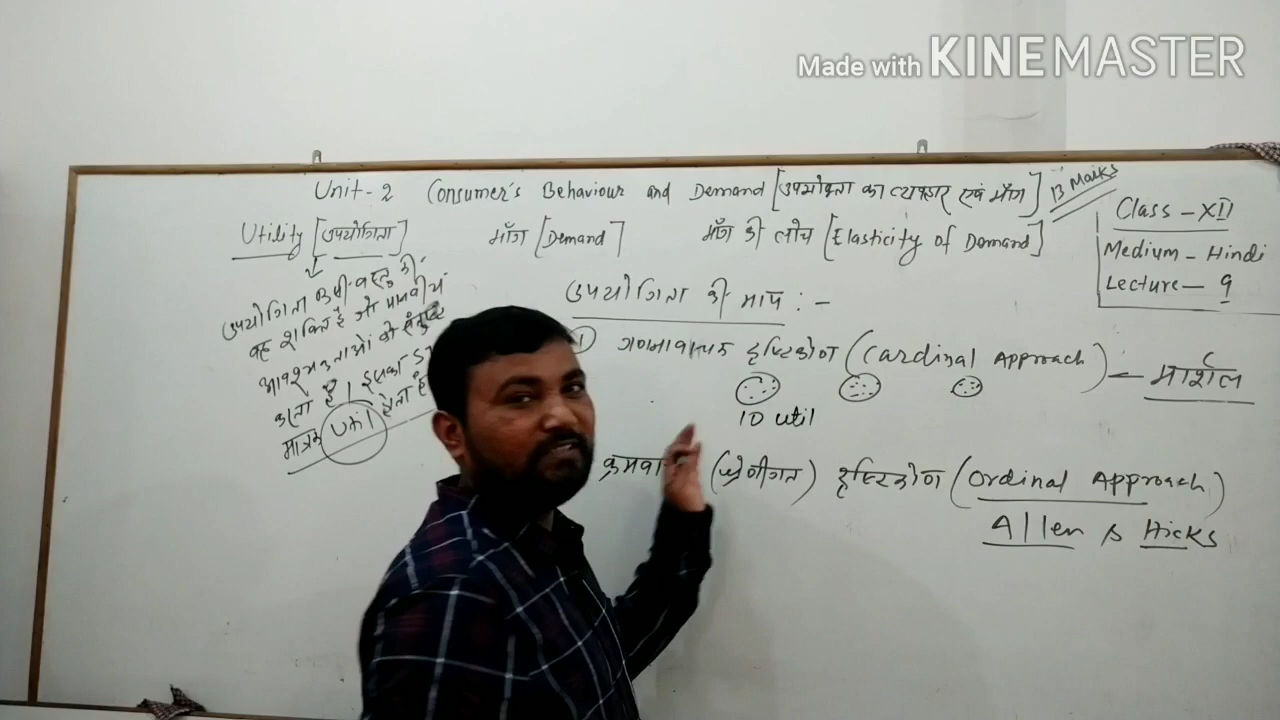 Made with KINEMASTER
Unit-2 Consumer's Behaviour and Demand [उपभोक्ता का व्यवहार एवं माँग] 13 Marks
Class - XII
Medium - Hindi
Lecture - 9
Utility [उपयोगिता] माँग [Demand] माँग की लोच [Elasticity of Demand]
उपयोगिता किसी वस्तु की
वह शक्ति है जो मानवीय
आवश्यकताओं को संतुष्ट
करता है। इसका
मात्रक Util होता है
उपयोगिता की माप :-
1 गणनावाचक दृष्टिकोण (Cardinal Approach) - मार्शल
10 util
(श्रेणीगत) दृष्टिकोण (Ordinal Approach)
Allen & Hicks